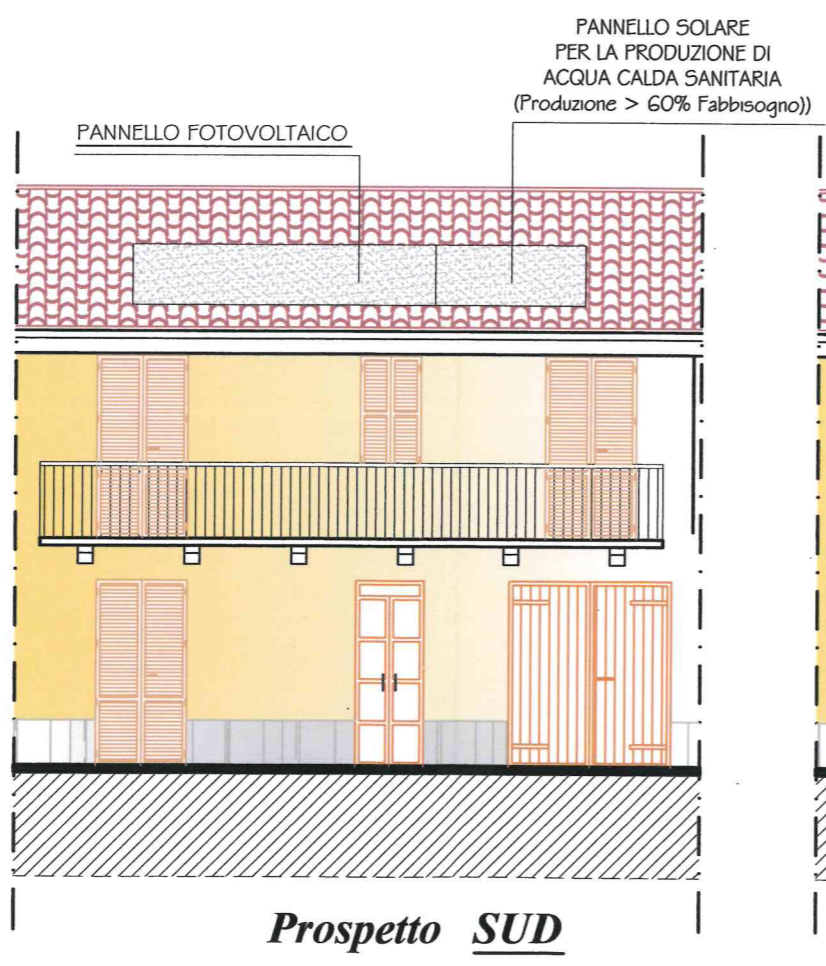 PANNELLO SOLARE
PER LA PRODUZIONE DI
ACQUA CALDA SANITARIA
(Produzione > 60% Fabbisogno))
PANNELLO FOTOVOLTAICO
Prospetto SUD